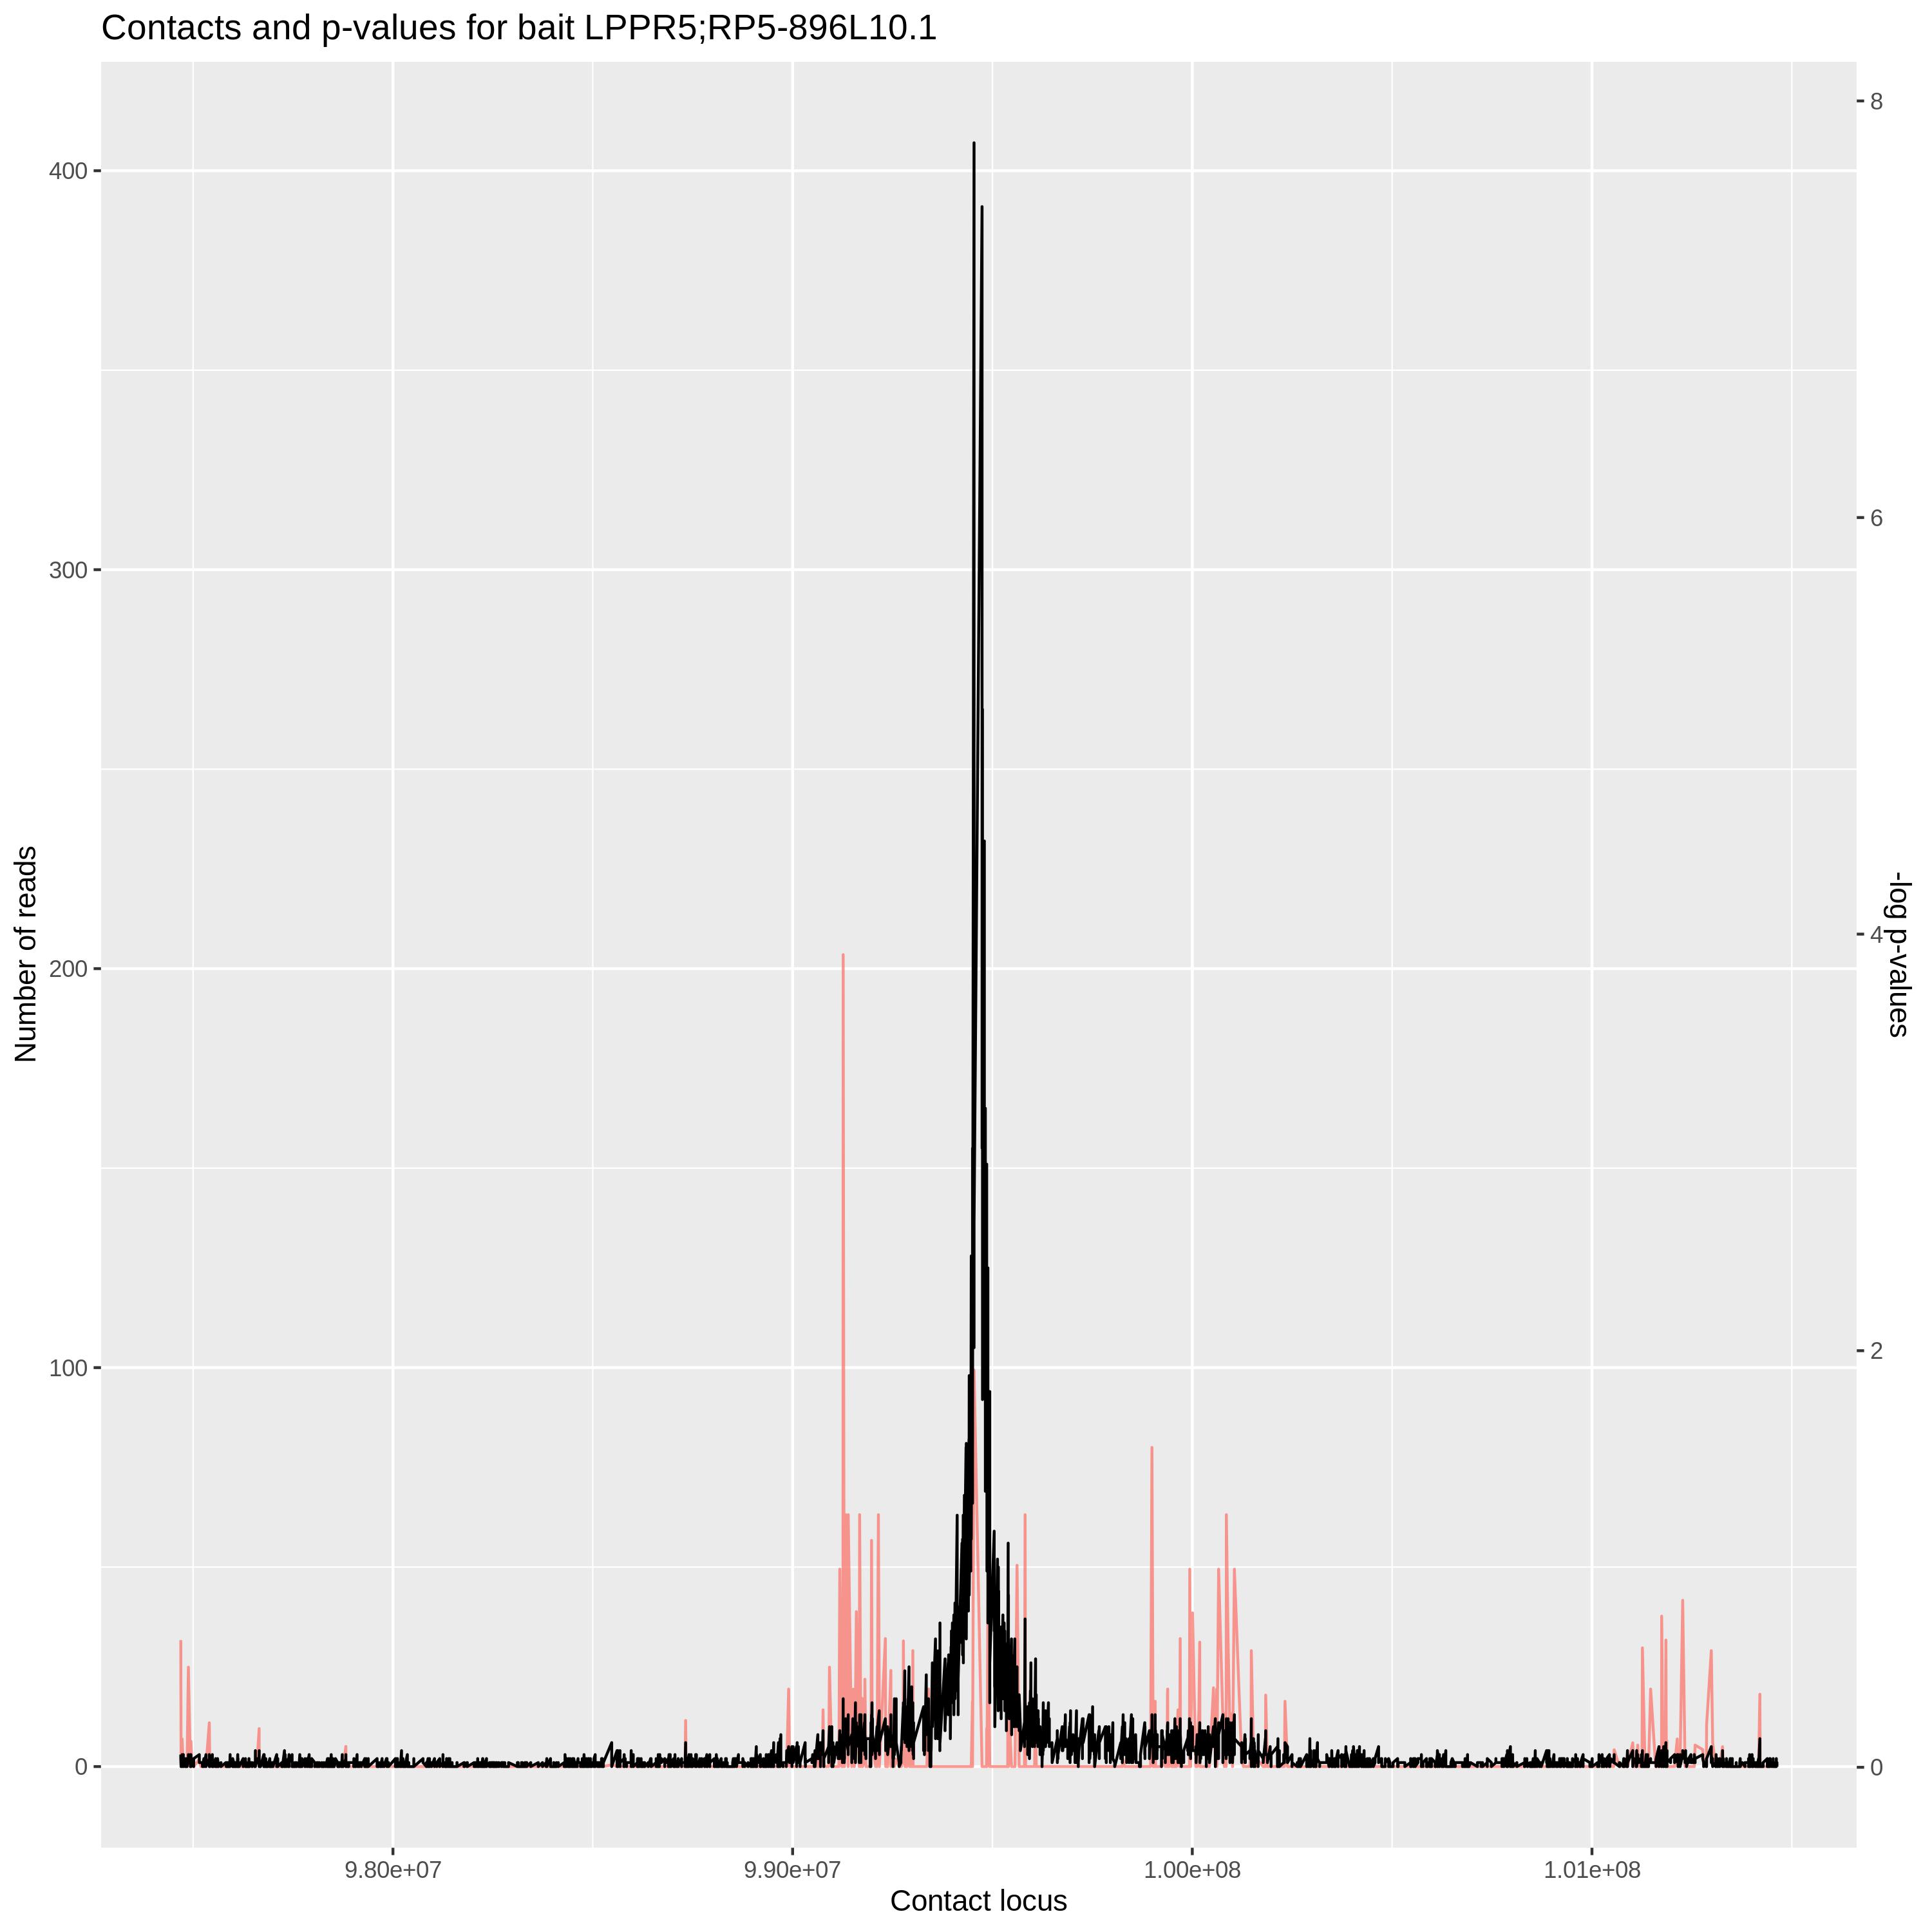 Contacts and p-values for bait LPPR5;RP5-896L10.1
400
300
200
100
0
Number of reads
8
6
4
2
0
-log p-values
9.80e+07
9.90e+07
1.00e+08
1.01e+08
Contact locus